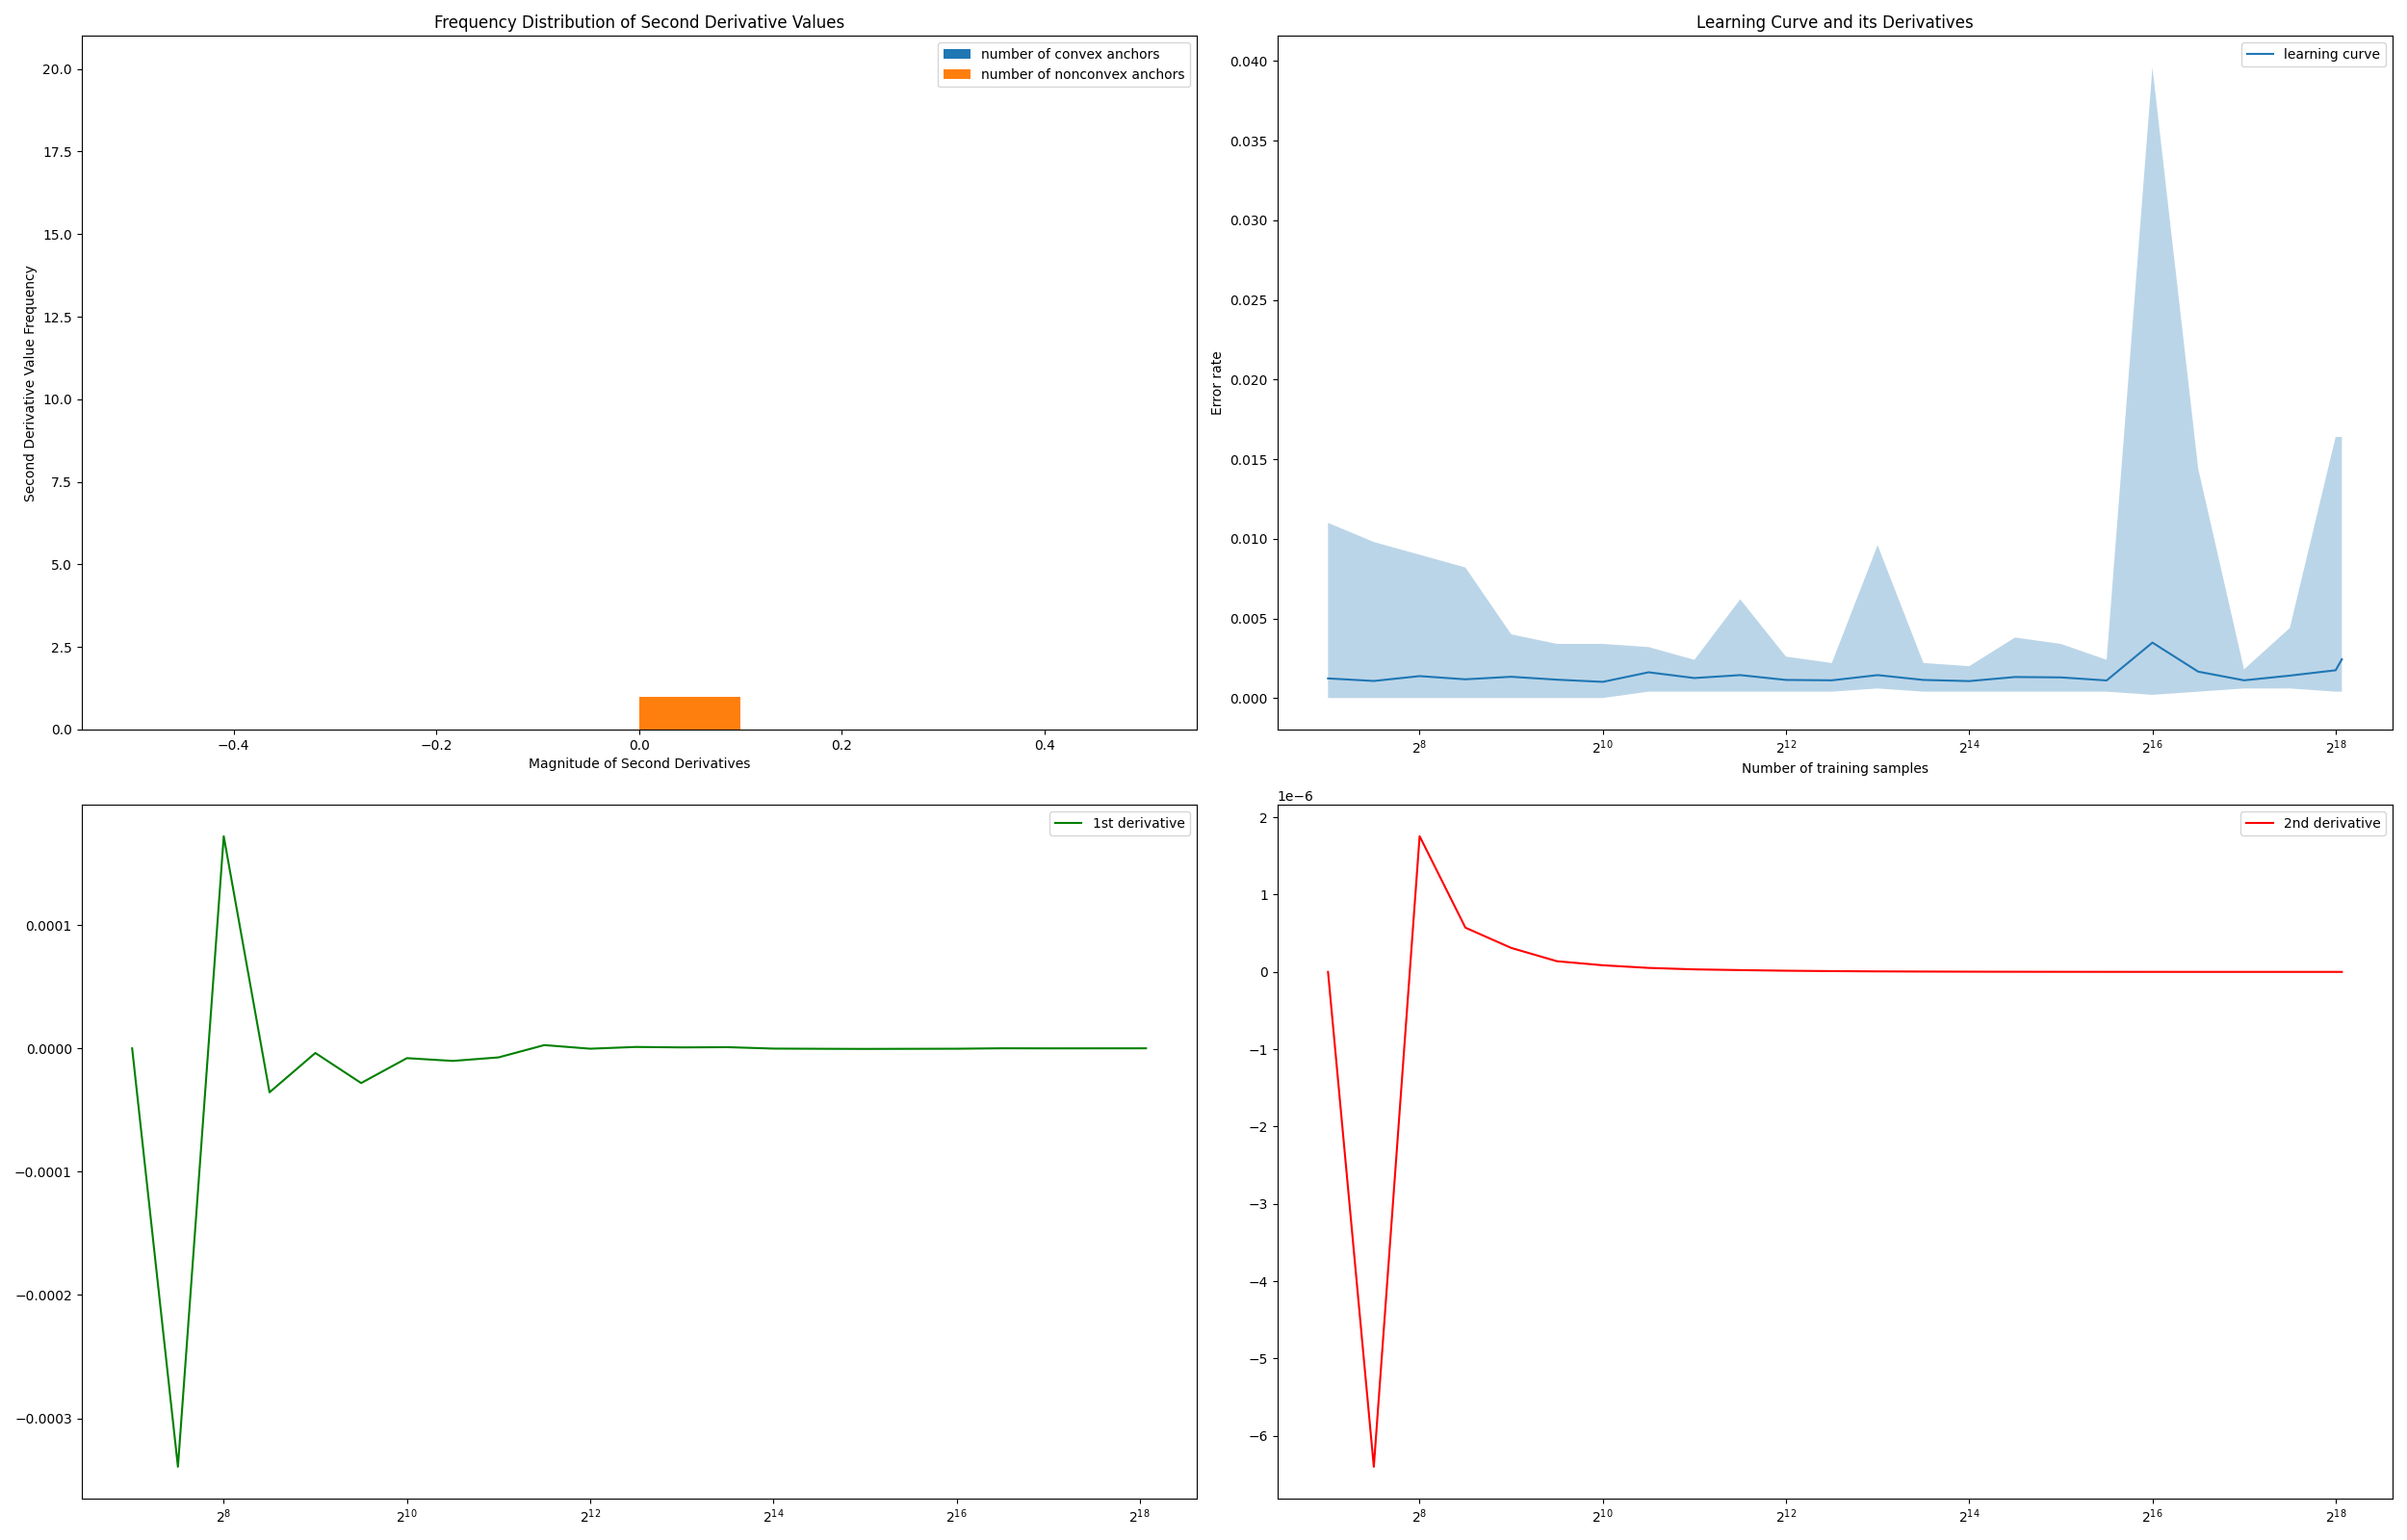 Frequency Distribution of Second Derivative Values
number of convex anchors
number of nonconvex anchors
20.0
17.5
15.0
12.5
10.0
7.5
5.0
2.5
0.0
Second Derivative Value Frequency
−0.4 −0.2 0.0 0.2 0.4
Magnitude of Second Derivatives
Learning Curve and its Derivatives
learning curve
0.040
0.035
0.030
0.025
0.020
0.015
0.010
0.005
0.000
Error rate
2^8 2^10 2^12 2^14 2^16 2^18
Number of training samples
1st derivative
0.0001
0.0000
−0.0001
−0.0002
−0.0003
2^8 2^10 2^12 2^14 2^16 2^18
1e−6
2nd derivative
2
1
0
−1
−2
−3
−4
−5
−6
2^8 2^10 2^12 2^14 2^16 2^18